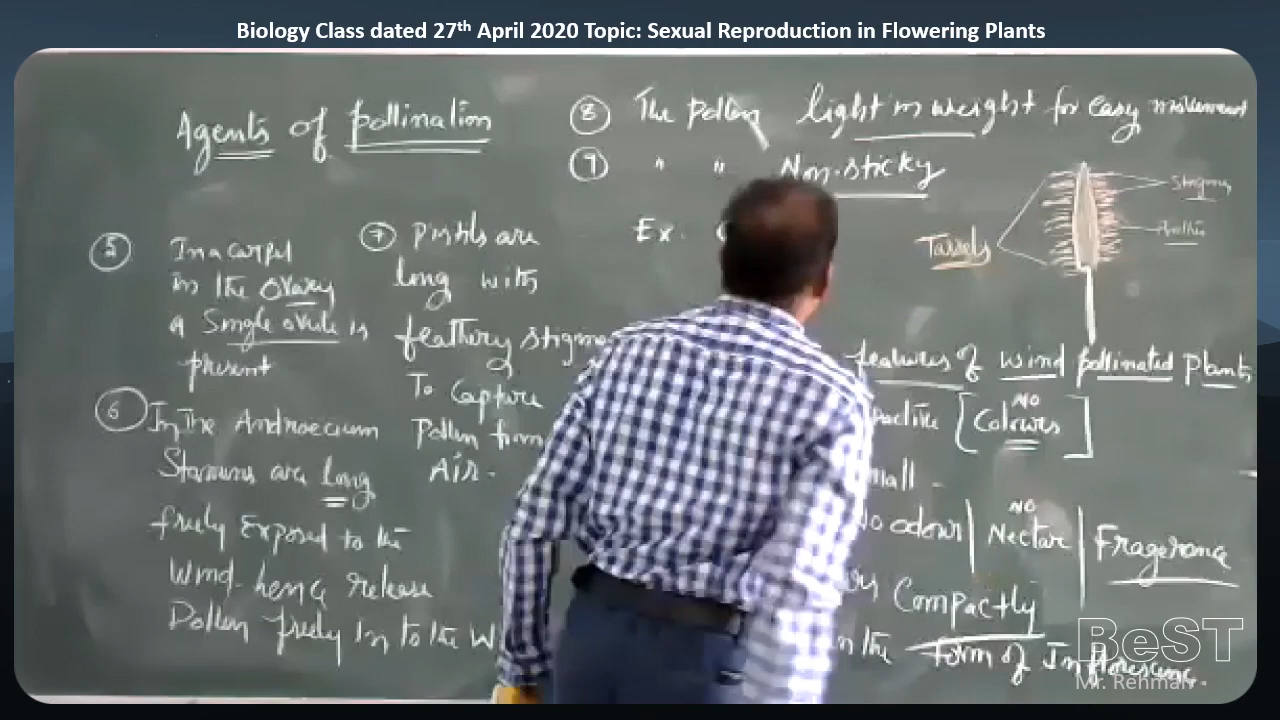 Biology Class dated 27th April 2020 Topic: Sexual Reproduction in Flowering Plants
Agents of pollination
5 In a carpel
in the ovary
a Single ovule is
present
6 In The Androecium
Stamens are Long
freely Exposed to the
Wind. hence release
Pollen freely In to the W
7 Pistils are
long with
feathery stigma
To Capture
Pollen from
Air.
8 The pollen light in weight for easy movement
9 " " Non-sticky
Ex.
Tassels
Stigma
Anther
features of wind pollinated plants
[ NO Colours ]
mall
No odour | NO Nectar | Fragerance
Compactly
in the form of Inflorescence
BeST
Mr. Rehman